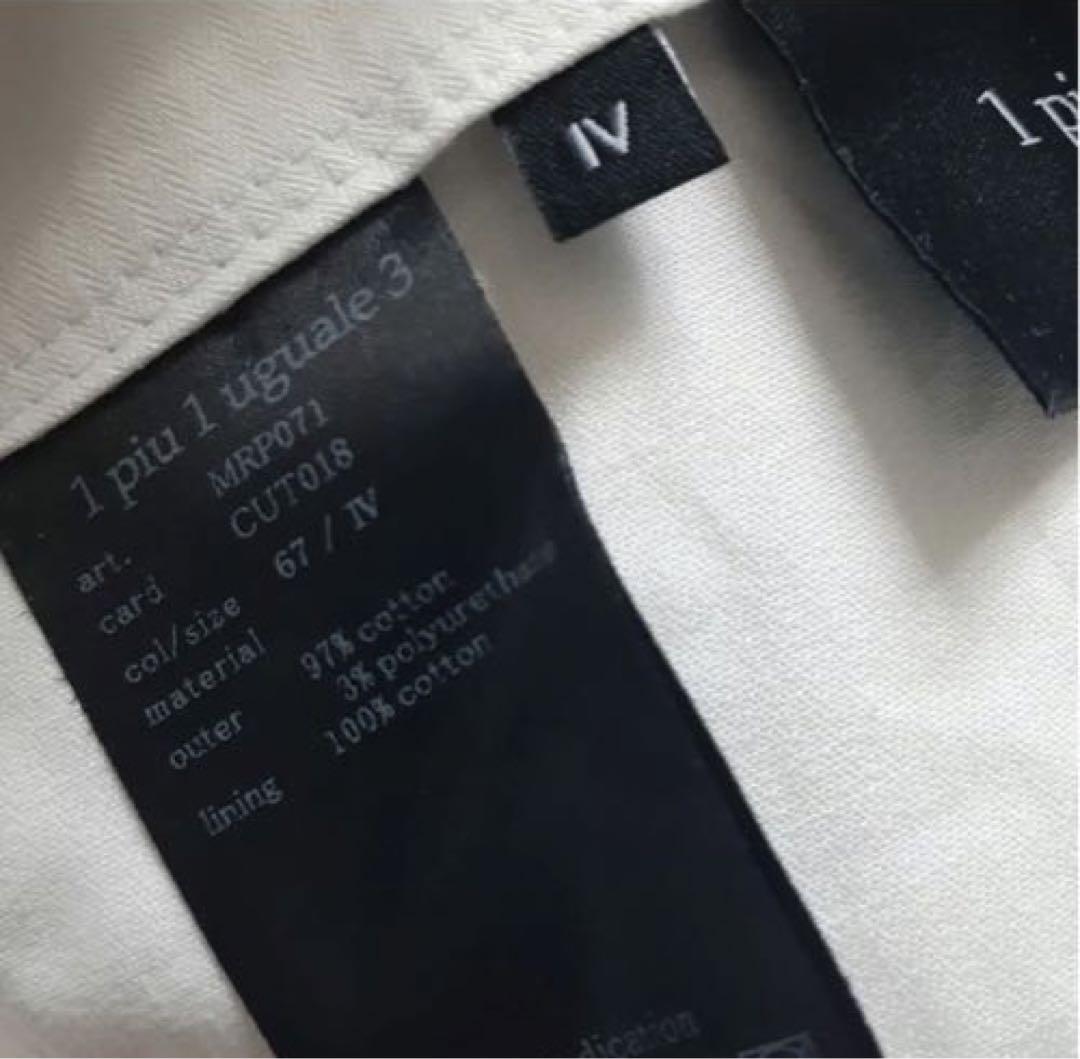 IV
1 pi
1 piu 1 uguale 3
art. MRP071
card CUT018
col/size 67 / IV
material
outer 97% cotton
3% polyurethane
lining 100% cotton